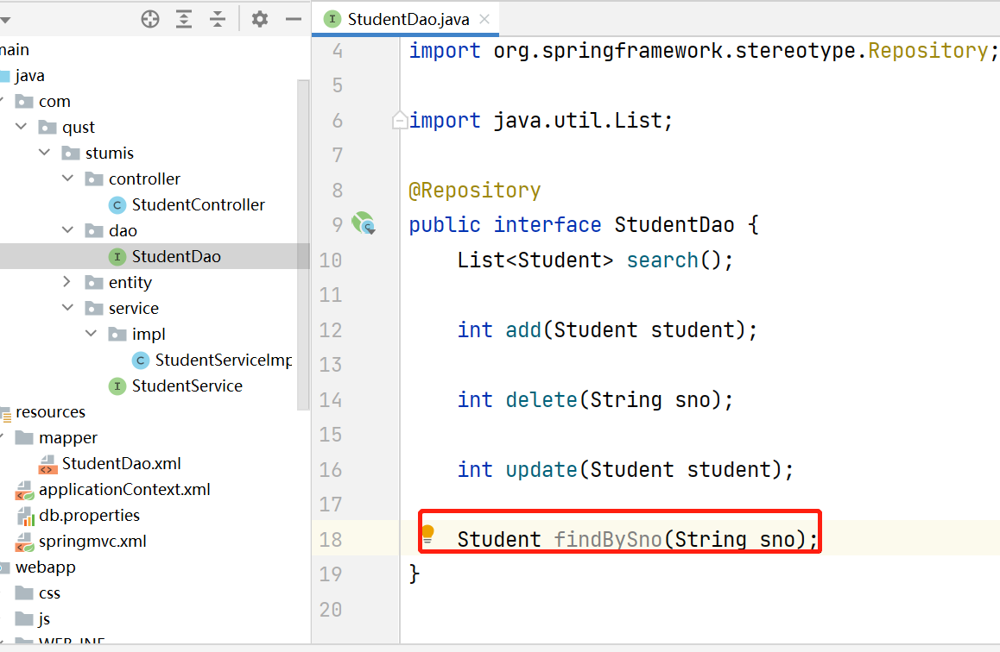 StudentDao.java
main
java
com
qust
stumis
controller
C StudentController
dao
I StudentDao
entity
service
impl
C StudentServiceImp
I StudentService
resources
mapper
StudentDao.xml
applicationContext.xml
db.properties
springmvc.xml
webapp
css
js
WEB-INF
4 import org.springframework.stereotype.Repository;
5
6 import java.util.List;
7
8 @Repository
9 public interface StudentDao {
10 List<Student> search();
11
12 int add(Student student);
13
14 int delete(String sno);
15
16 int update(Student student);
17
18 Student findBySno(String sno);
19 }
20